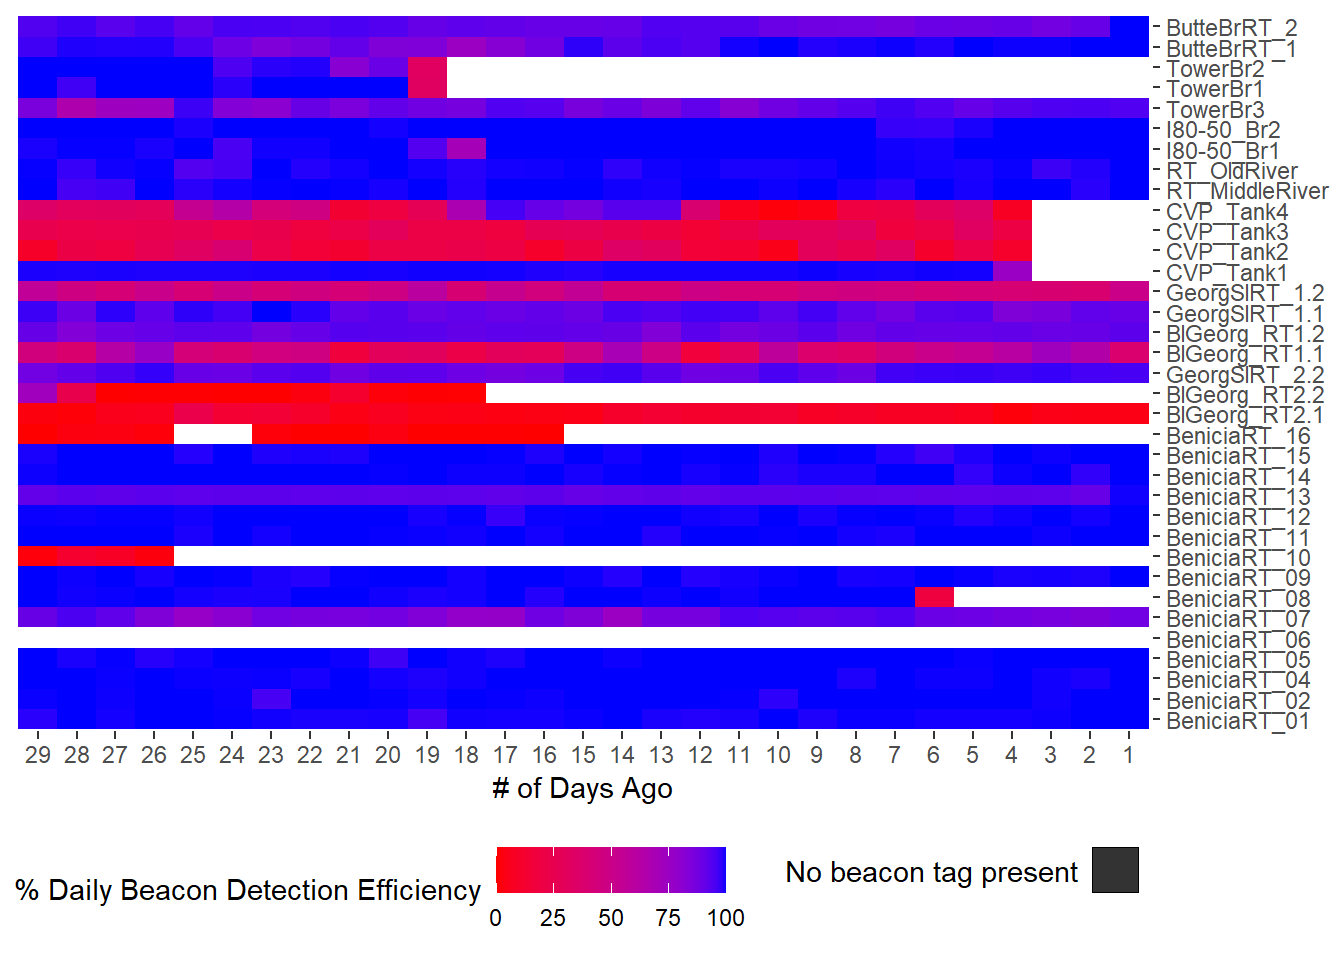 ButteBrRT_2
ButteBrRT_1
TowerBr2
TowerBr1
TowerBr3
I80-50_Br2
I80-50_Br1
RT_OldRiver
RT_MiddleRiver
CVP_Tank4
CVP_Tank3
CVP_Tank2
CVP_Tank1
GeorgSlRT_1.2
GeorgSlRT_1.1
BlGeorg_RT1.2
BlGeorg_RT1.1
GeorgSlRT_2.2
BlGeorg_RT2.2
BlGeorg_RT2.1
BeniciaRT_16
BeniciaRT_15
BeniciaRT_14
BeniciaRT_13
BeniciaRT_12
BeniciaRT_11
BeniciaRT_10
BeniciaRT_09
BeniciaRT_08
BeniciaRT_07
BeniciaRT_06
BeniciaRT_05
BeniciaRT_04
BeniciaRT_02
BeniciaRT_01
29 28 27 26 25 24 23 22 21 20 19 18 17 16 15 14 13 12 11 10 9 8 7 6 5 4 3 2 1
# of Days Ago
% Daily Beacon Detection Efficiency
0 25 50 75 100
No beacon tag present